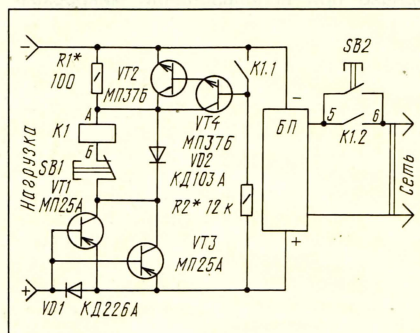 −
R1*
100
VT2
МП37Б
K1.1
SB2
A
K1
Б
SB1
VT1
МП25А
VT4
МП37Б
VD2
КД103А
R2* 12 к
VT3
МП25А
−
БП
+
5
6
K1.2
Нагрузка
Сеть
+
VD1
КД226А